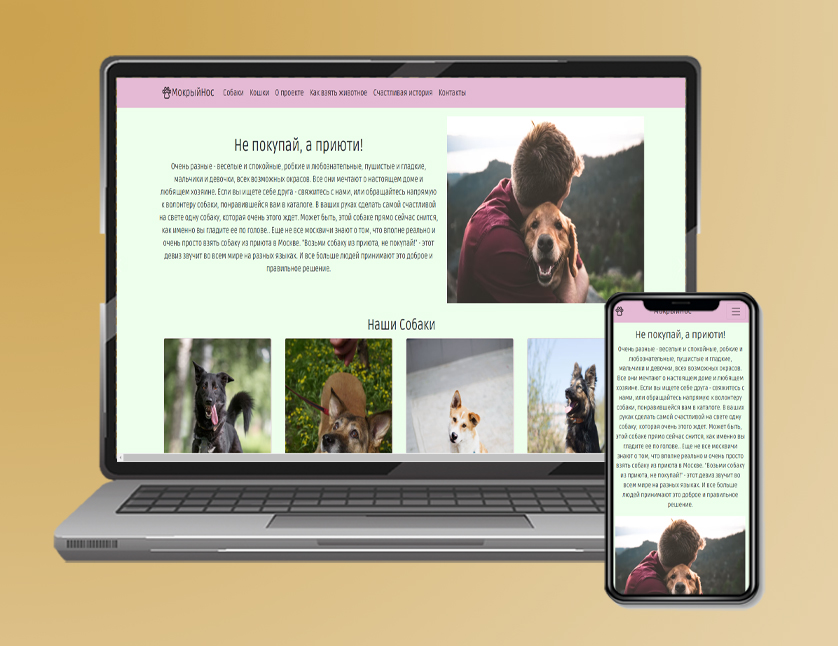 МокрыйНос Собаки Кошки О проекте Как взять животное Счастливая история Контакты
Не покупай, а приюти!
Очень разные - веселые и спокойные, робкие и любознательные, пушистые и гладкие,
мальчики и девочки, всех возможных окрасов. Все они мечтают о настоящем доме и
любящем хозяине. Если вы ищете себе друга - свяжитесь с нами, или обращайтесь напрямую
к волонтеру собаки, понравившейся вам в каталоге. В ваших руках сделать самой счастливой
на свете одну собаку, которая очень этого ждет. Может быть, этой собаке прямо сейчас снится,
как именно вы гладите ее по голове.. Еще не все москвичи знают о том, что вполне реально и
очень просто взять собаку из приюта в Москве. "Возьми собаку из приюта, не покупай!" - этот
девиз звучит во всем мире на разных языках. И все больше людей принимают это доброе и
правильное решение.
Наши Собаки
МокрыйНос
Не покупай, а приюти!
Очень разные - веселые и спокойные, робкие и
любознательные, пушистые и гладкие,
мальчики и девочки, всех возможных окрасов.
Все они мечтают о настоящем доме и любящем
хозяине. Если вы ищете себе друга - свяжитесь с
нами, или обращайтесь напрямую к волонтеру
собаки, понравившейся вам в каталоге. В ваших
руках сделать самой счастливой на свете одну
собаку, которая очень этого ждет. Может быть,
этой собаке прямо сейчас снится, как именно вы
гладите ее по голове.. Еще не все москвичи
знают о том, что вполне реально и очень просто
взять собаку из приюта в Москве. "Возьми собаку
из приюта, не покупай!" - этот девиз звучит во
всем мире на разных языках. И все больше
людей принимают это доброе и правильное
решение.